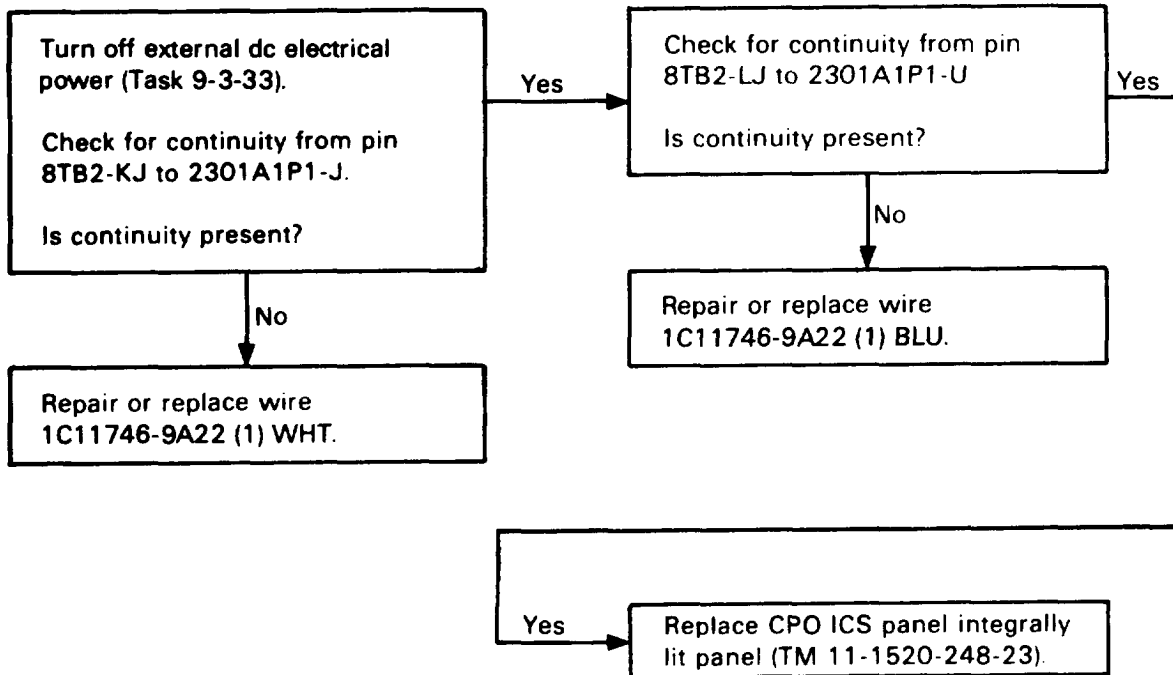 Turn off external dc electrical
power (Task 9-3-33).
Check for continuity from pin
8TB2-KJ to 2301A1P1-J.
Is continuity present?
Yes
Check for continuity from pin
8TB2-LJ to 2301A1P1-U
Is continuity present?
Yes
No
Repair or replace wire
1C11746-9A22 (1) WHT.
No
Repair or replace wire
1C11746-9A22 (1) BLU.
Yes
Replace CPO ICS panel integrally
lit panel (TM 11-1520-248-23).